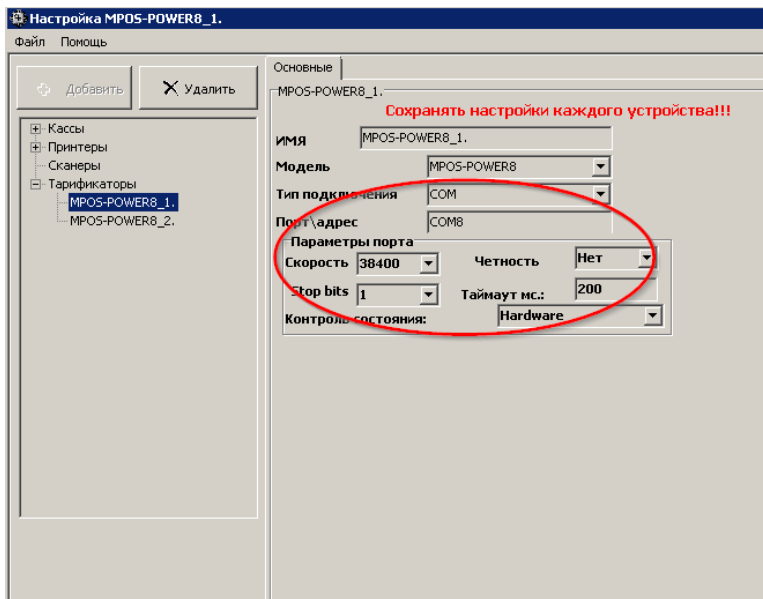 Настройка MPOS-POWER8_1.
Файл Помощь
Добавить Удалить
Кассы
Принтеры
Сканеры
Тарификаторы
MPOS-POWER8_1.
MPOS-POWER8_2.
Основные
MPOS-POWER8_1.
Сохранять настройки каждого устройства!!!
ИМЯ MPOS-POWER8_1.
Модель MPOS-POWER8
Тип подключения COM
Порт\адрес COM8
Параметры порта
Скорость 38400 Четность Нет
Stop bits 1 Таймаут мс.: 200
Контроль состояния: Hardware